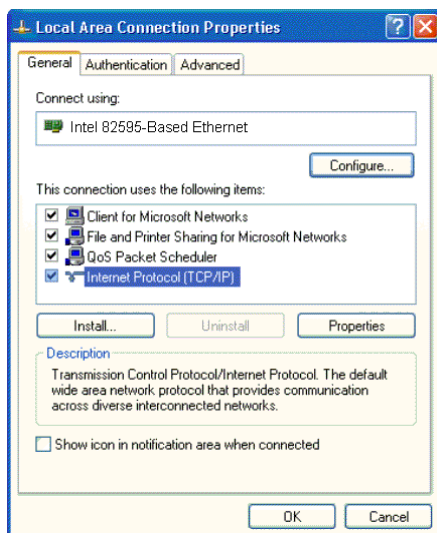 Local Area Connection Properties
General Authentication Advanced
Connect using:
Intel 82595-Based Ethernet
Configure...
This connection uses the following items:
Client for Microsoft Networks
File and Printer Sharing for Microsoft Networks
QoS Packet Scheduler
Internet Protocol (TCP/IP)
Install... Uninstall Properties
Description
Transmission Control Protocol/Internet Protocol. The default
wide area network protocol that provides communication
across diverse interconnected networks.
Show icon in notification area when connected
OK Cancel